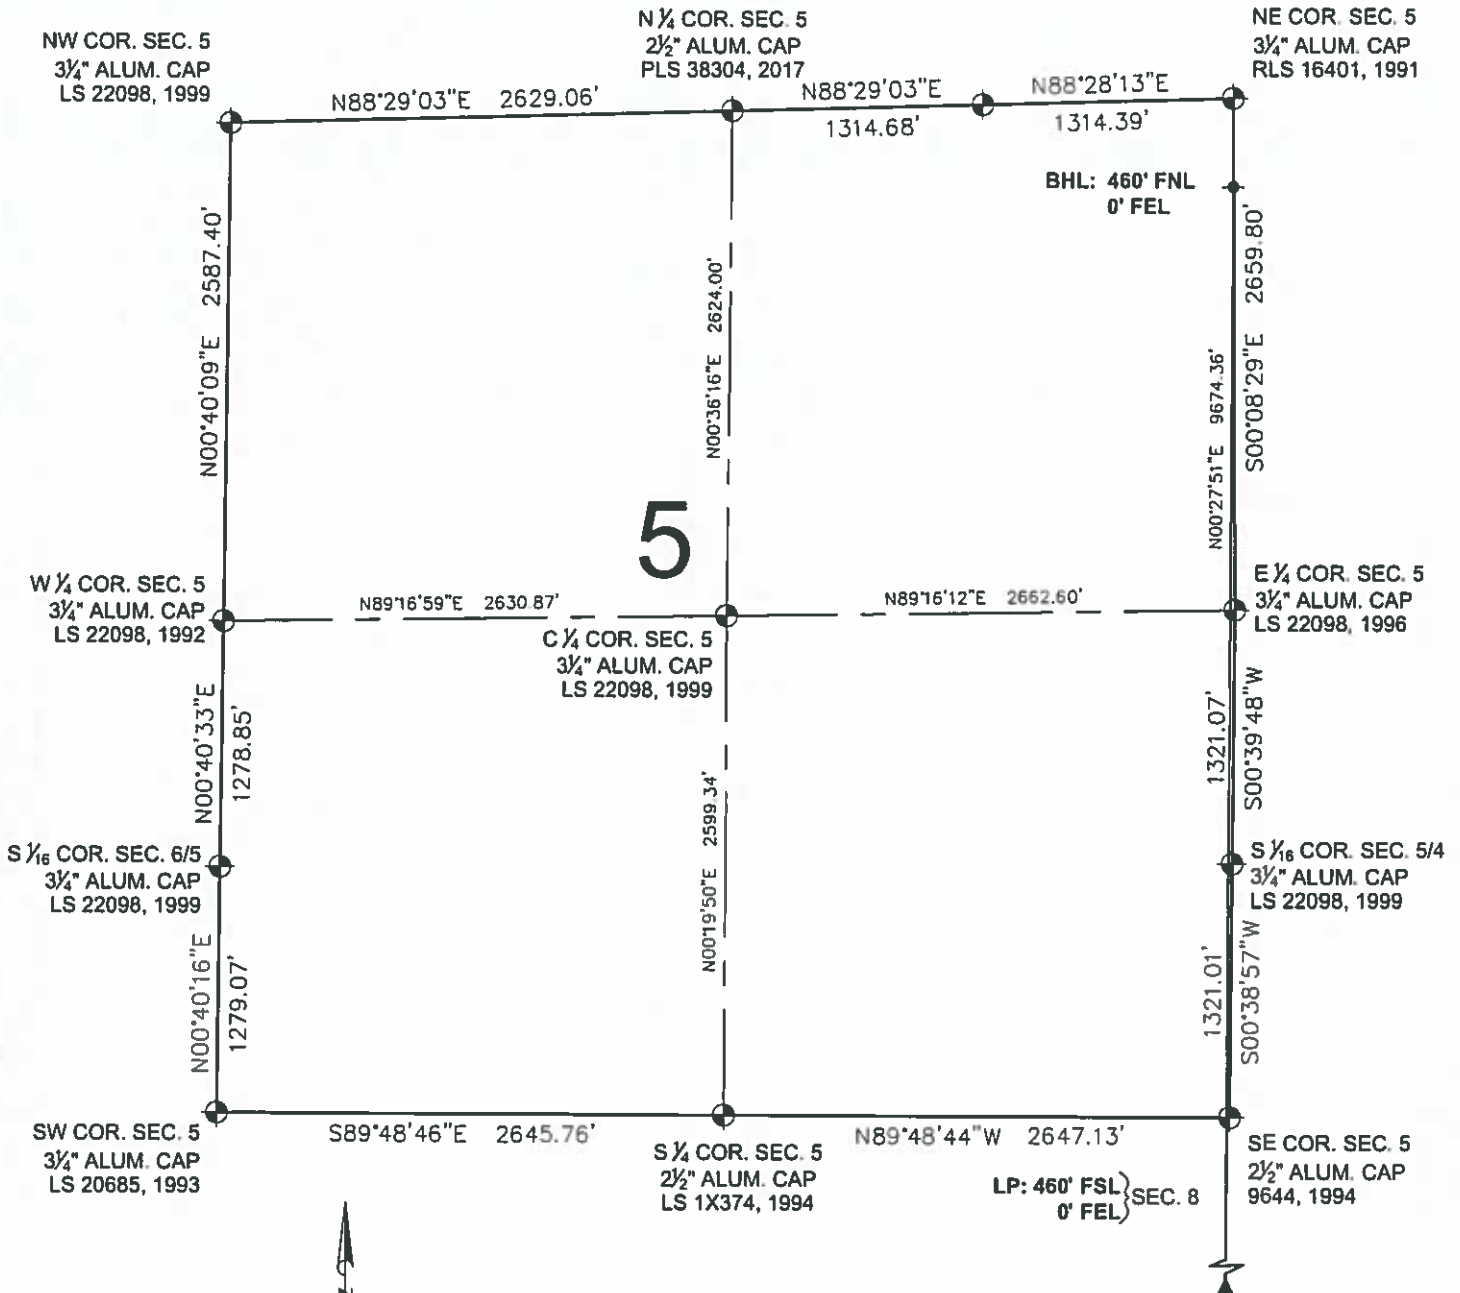 NW COR. SEC. 5
3¼" ALUM. CAP
LS 22098, 1999
N ¼ COR. SEC. 5
2½" ALUM. CAP
PLS 38304, 2017
NE COR. SEC. 5
3¼" ALUM. CAP
RLS 16401, 1991
N88°29'03"E 2629.06'
N88°29'03"E
1314.68'
N88°28'13"E
1314.39'
BHL: 460' FNL
0' FEL
N00°40'09"E 2587.40'
N00°36'16"E 2624.00'
N00°27'51"E 9674.36'
S00°08'29"E 2659.80'
5
W ¼ COR. SEC. 5
3¼" ALUM. CAP
LS 22098, 1992
N89°16'59"E 2630.87'
N89°16'12"E 2662.60'
E ¼ COR. SEC. 5
3¼" ALUM. CAP
LS 22098, 1996
C ¼ COR. SEC. 5
3¼" ALUM. CAP
LS 22098, 1999
N00°40'33"E
1278.85'
N00°19'50"E 2599.34'
1321.07'
S00°39'48"W
S 1⁄16 COR. SEC. 6/5
3¼" ALUM. CAP
LS 22098, 1999
S 1⁄16 COR. SEC. 5/4
3¼" ALUM. CAP
LS 22098, 1999
N00°40'16"E
1279.07'
1321.01'
S00°38'57"W
SW COR. SEC. 5
3¼" ALUM. CAP
LS 20685, 1993
S89°48'46"E 2645.76'
S ¼ COR. SEC. 5
2½" ALUM. CAP
LS 1X374, 1994
N89°48'44"W 2647.13'
SE COR. SEC. 5
2½" ALUM. CAP
9644, 1994
LP: 460' FSL
0' FEL
SEC. 8